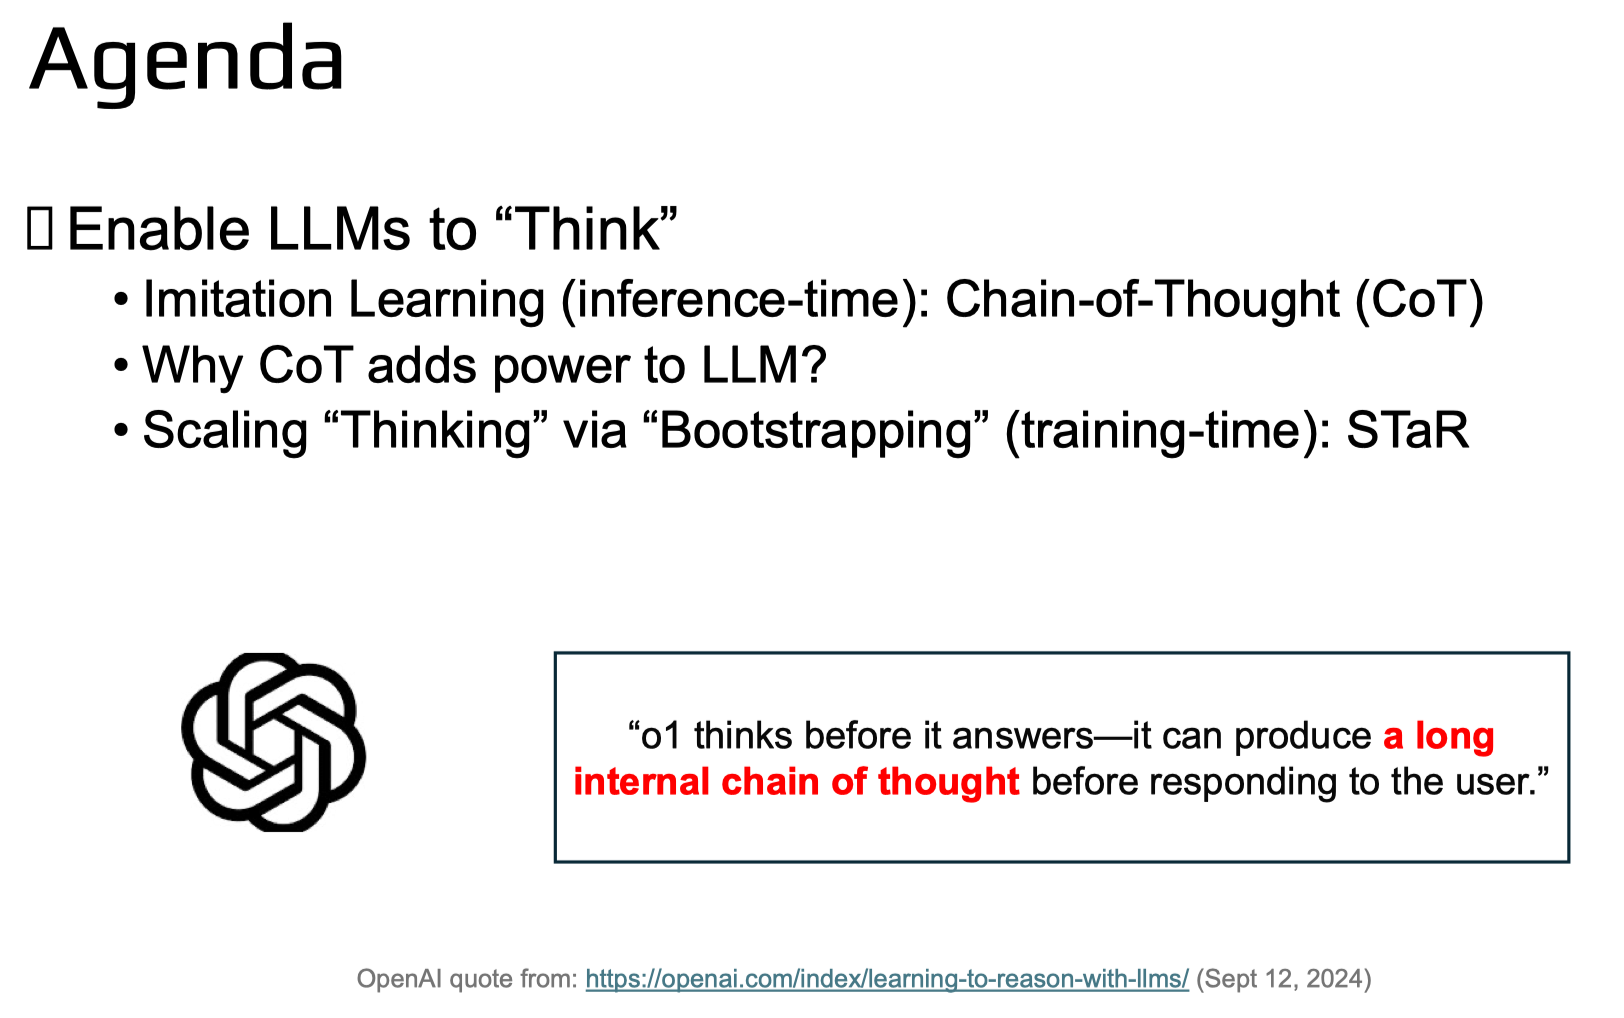 Agenda
Enable LLMs to “Think”
• Imitation Learning (inference-time): Chain-of-Thought (CoT)
• Why CoT adds power to LLM?
• Scaling “Thinking” via “Bootstrapping” (training-time): STaR
“o1 thinks before it answers—it can produce a long
internal chain of thought before responding to the user.”
OpenAI quote from: https://openai.com/index/learning-to-reason-with-llms/ (Sept 12, 2024)